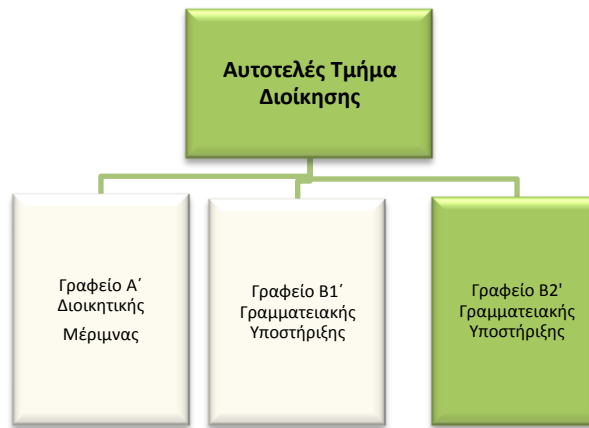 Αυτοτελές Τμήμα
Διοίκησης
Γραφείο Α΄
Διοικητικής
Μέριμνας
Γραφείο Β1΄
Γραμματειακής
Υποστήριξης
Γραφείο Β2'
Γραμματειακής
Υποστήριξης